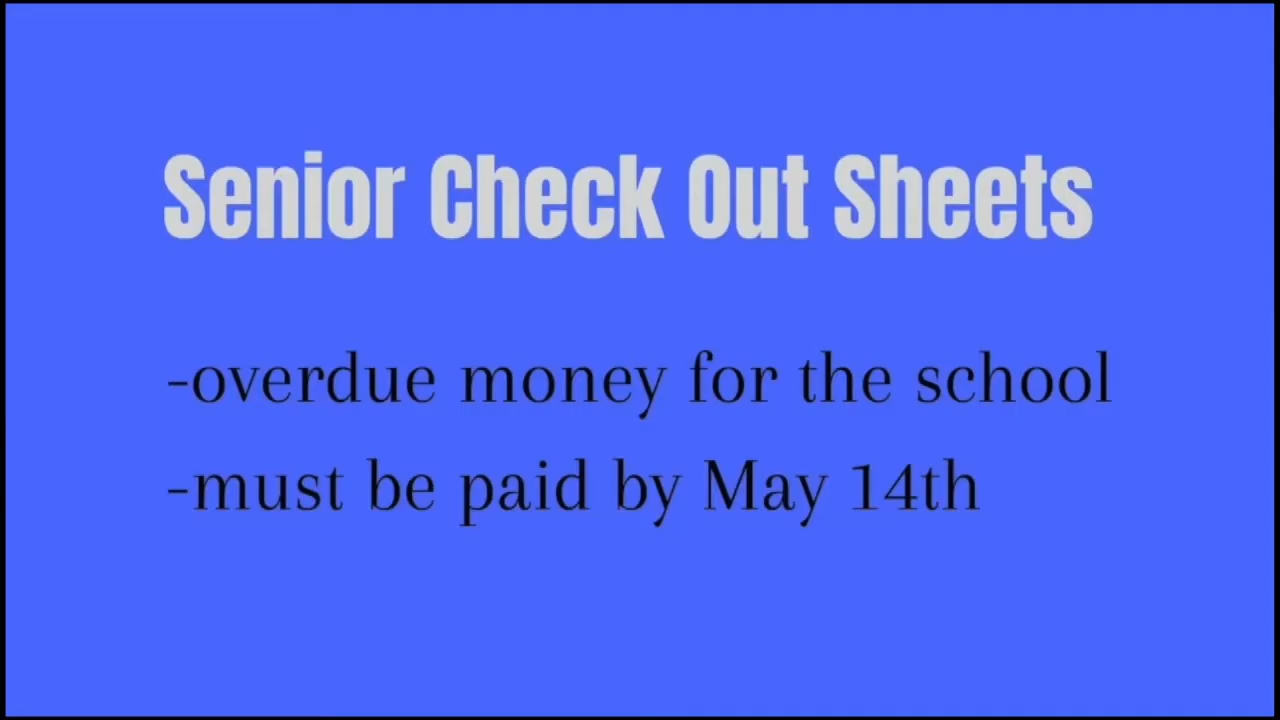 Senior Check Out Sheets
-overdue money for the school
-must be paid by May 14th